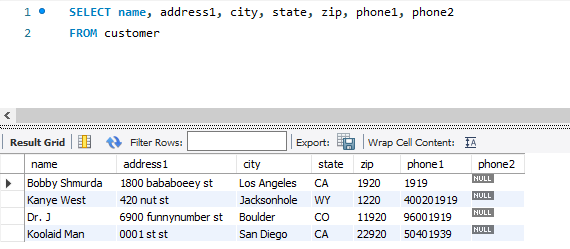 1 SELECT name, address1, city, state, zip, phone1, phone2
2 FROM customer
Result Grid Filter Rows: Export: Wrap Cell Content: IA
name address1 city state zip phone1 phone2
Bobby Shmurda 1800 bababoeey st Los Angeles CA 1920 1919 NULL
Kanye West 420 nut st Jacksonhole WY 1220 400201919 NULL
Dr. J 6900 funnynumber st Boulder CO 11920 96001919 NULL
Koolaid Man 0001 st st San Diego CA 22920 50401939 NULL